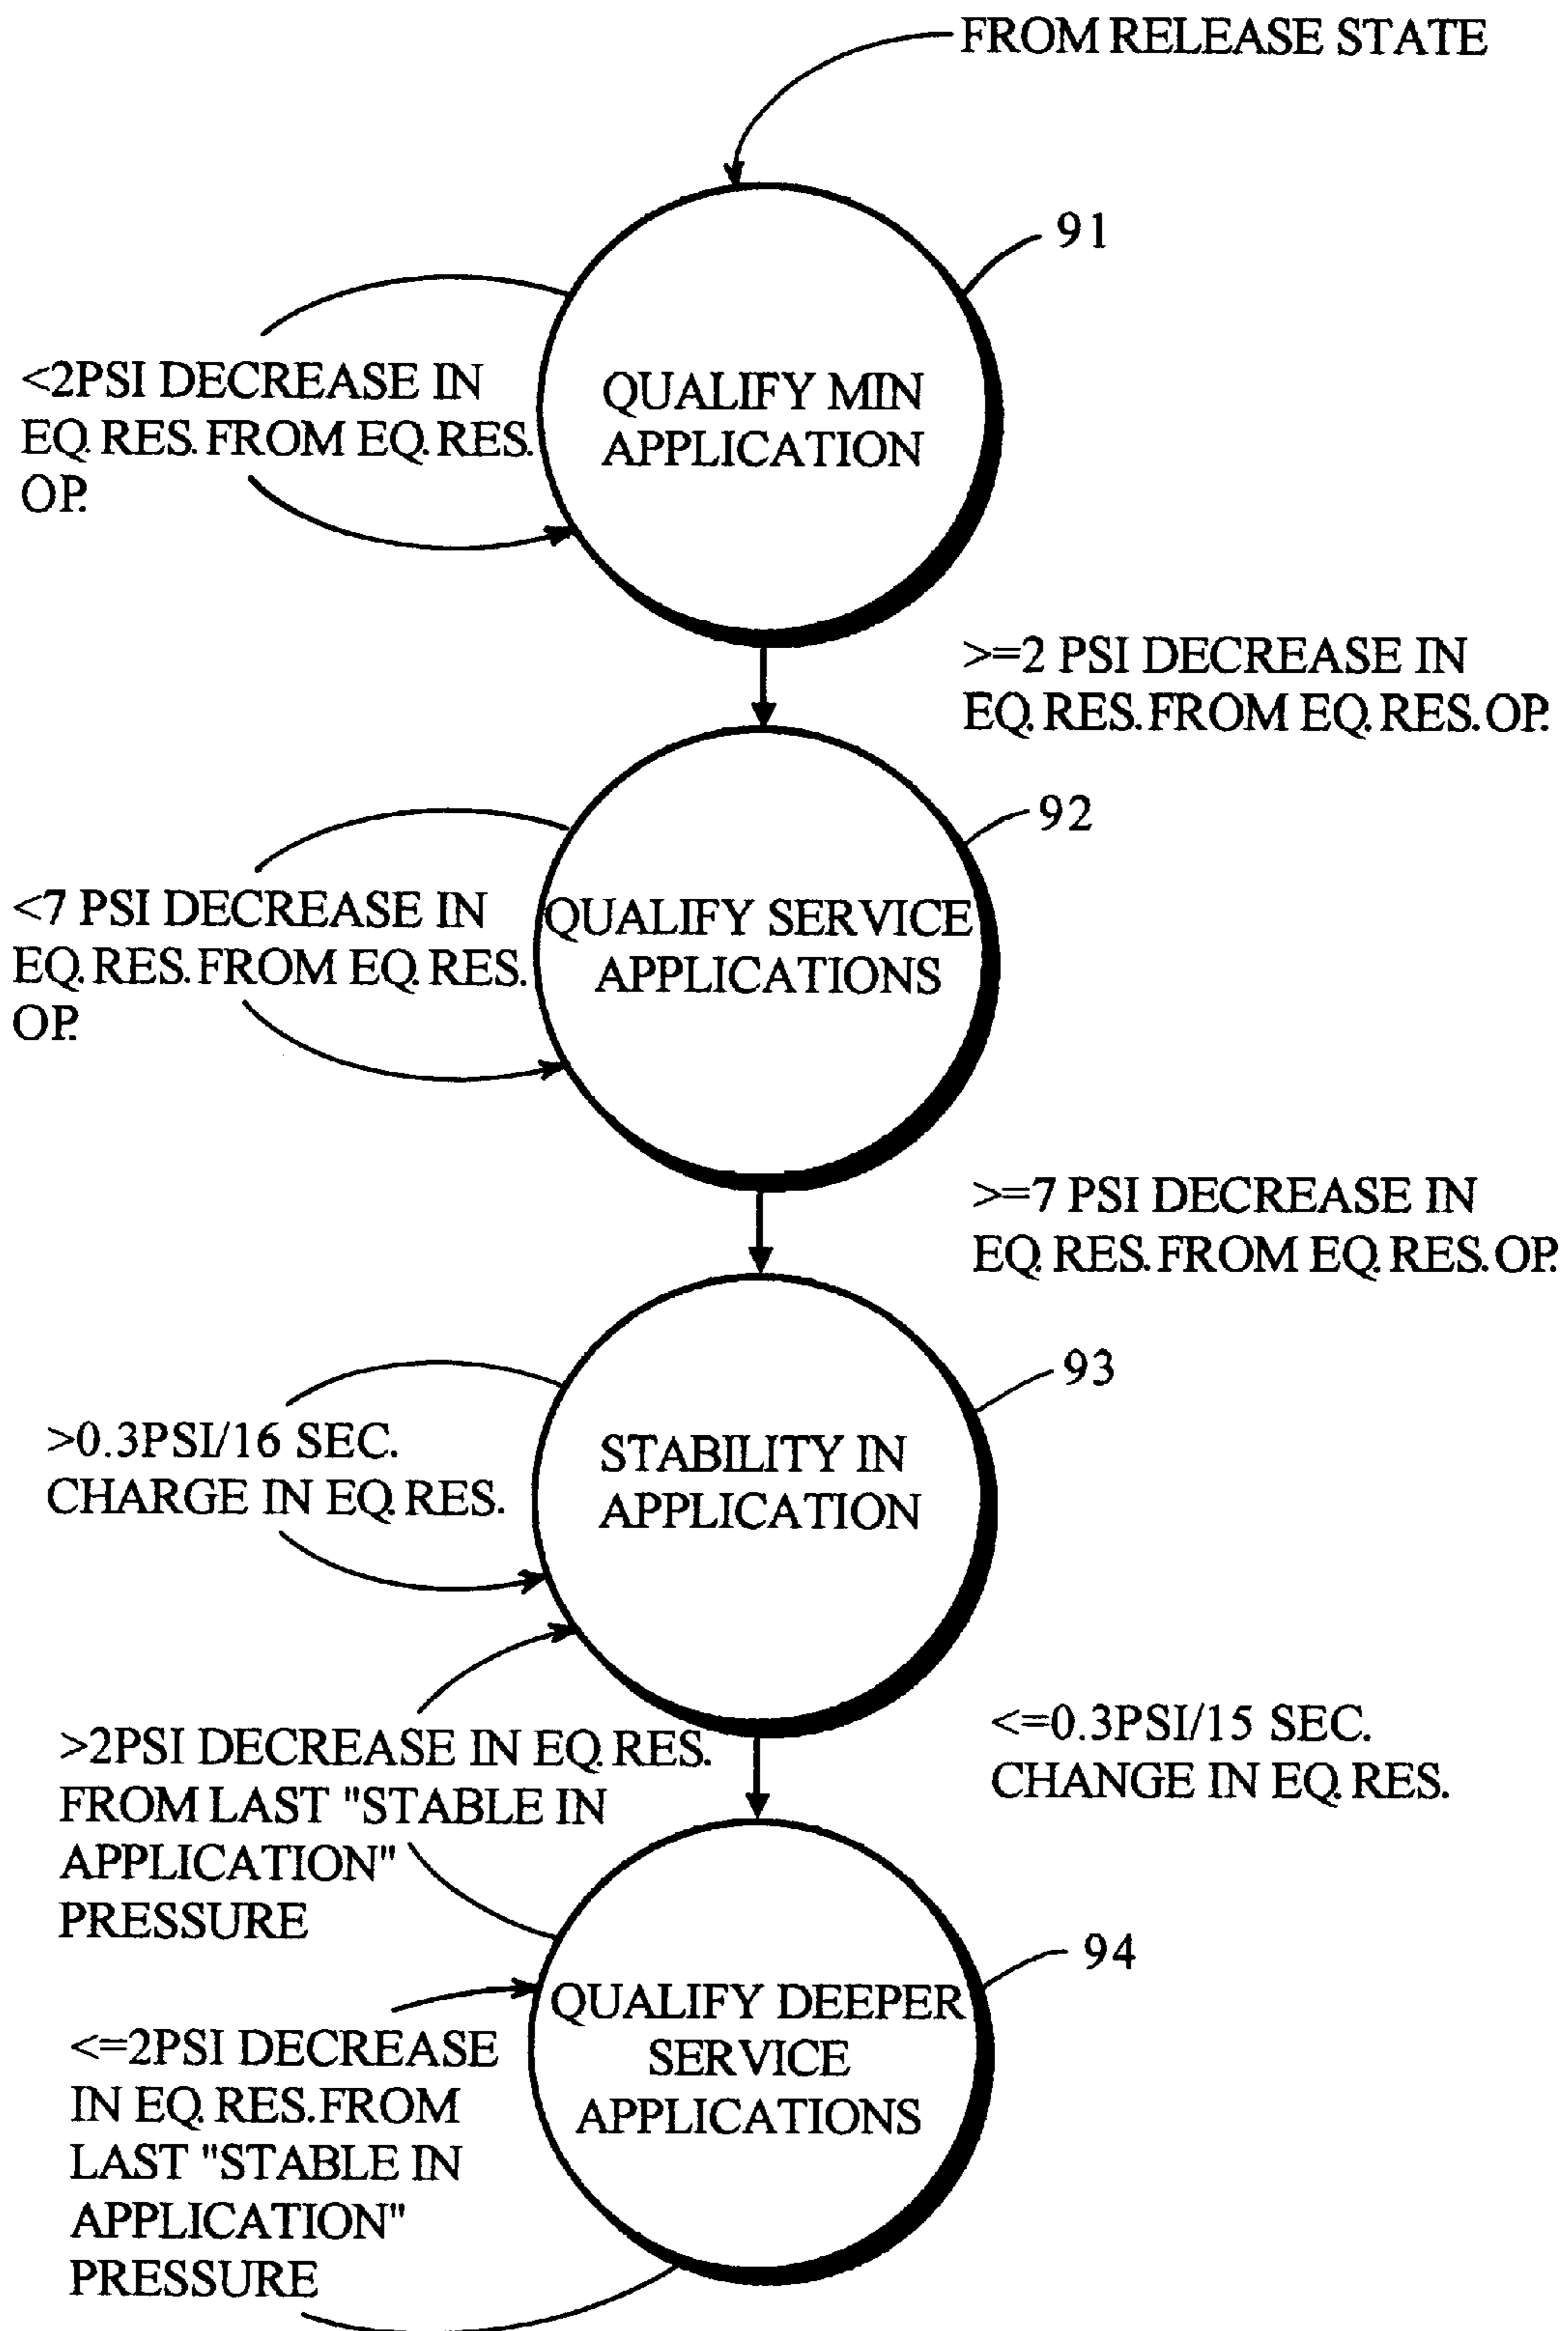 FROM RELEASE STATE
91
<2PSI DECREASE IN
EQ. RES. FROM EQ. RES.
OP.
QUALIFY MIN
APPLICATION
>=2 PSI DECREASE IN
EQ. RES. FROM EQ. RES. OP.
92
<7 PSI DECREASE IN
EQ. RES. FROM EQ. RES.
OP.
QUALIFY SERVICE
APPLICATIONS
>=7 PSI DECREASE IN
EQ. RES. FROM EQ. RES. OP.
93
>0.3PSI/16 SEC.
CHARGE IN EQ. RES.
STABILITY IN
APPLICATION
<=0.3PSI/15 SEC.
CHANGE IN EQ. RES.
>2PSI DECREASE IN EQ. RES.
FROM LAST "STABLE IN
APPLICATION"
PRESSURE
94
QUALIFY DEEPER
SERVICE
APPLICATIONS
<=2PSI DECREASE
IN EQ. RES. FROM
LAST "STABLE IN
APPLICATION"
PRESSURE